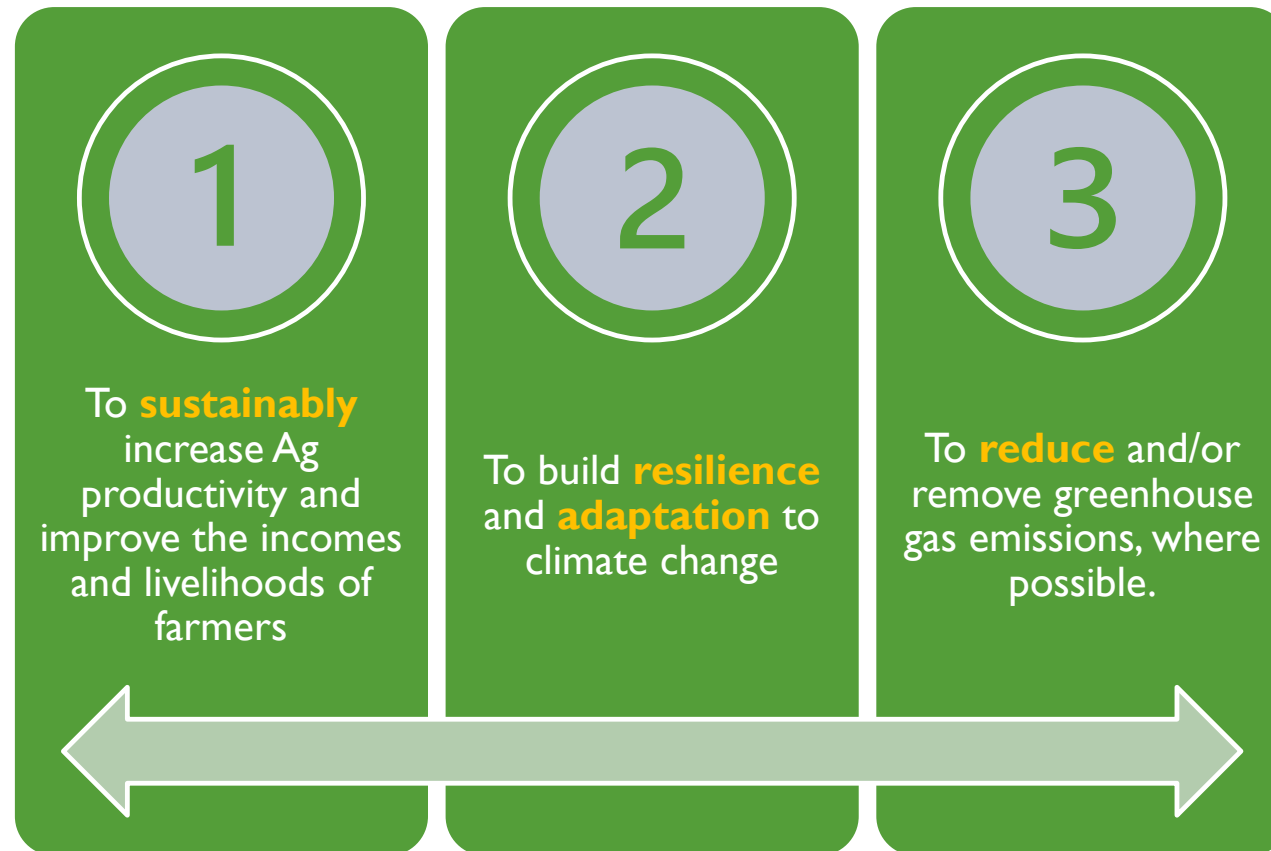 1
To sustainably
increase Ag
productivity and
improve the incomes
and livelihoods of
farmers
2
To build resilience
and adaptation to
climate change
3
To reduce and/or
remove greenhouse
gas emissions, where
possible.